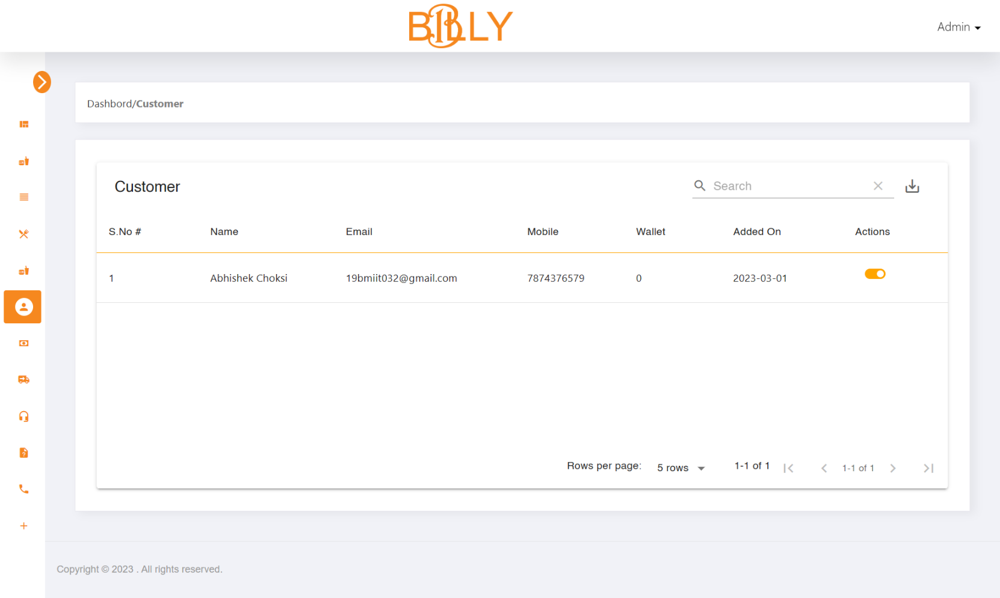 BILLY
Admin
Dashbord/Customer
Customer
Search
S.No # Name Email Mobile Wallet Added On Actions
1 Abhishek Choksi 19bmiit032@gmail.com 7874376579 0 2023-03-01
Rows per page: 5 rows 1-1 of 1 1-1 of 1
Copyright © 2023 . All rights reserved.